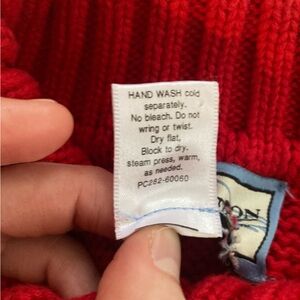 HAND WASH cold
separately.
No bleach. Do not
wring or twist.
Dry flat,
Block to dry.
steam press, warm,
as needed.
PC282-60060